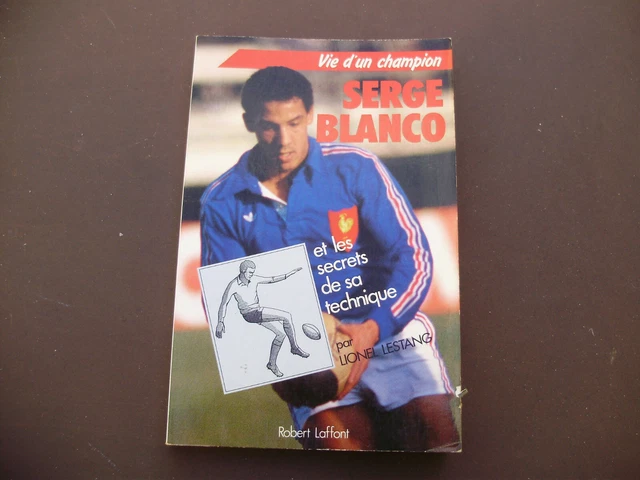 Vie d'un champion
SERGE
BLANCO
et les
secrets
de sa
technique
par
LIONEL LESTANG
Robert Laffont